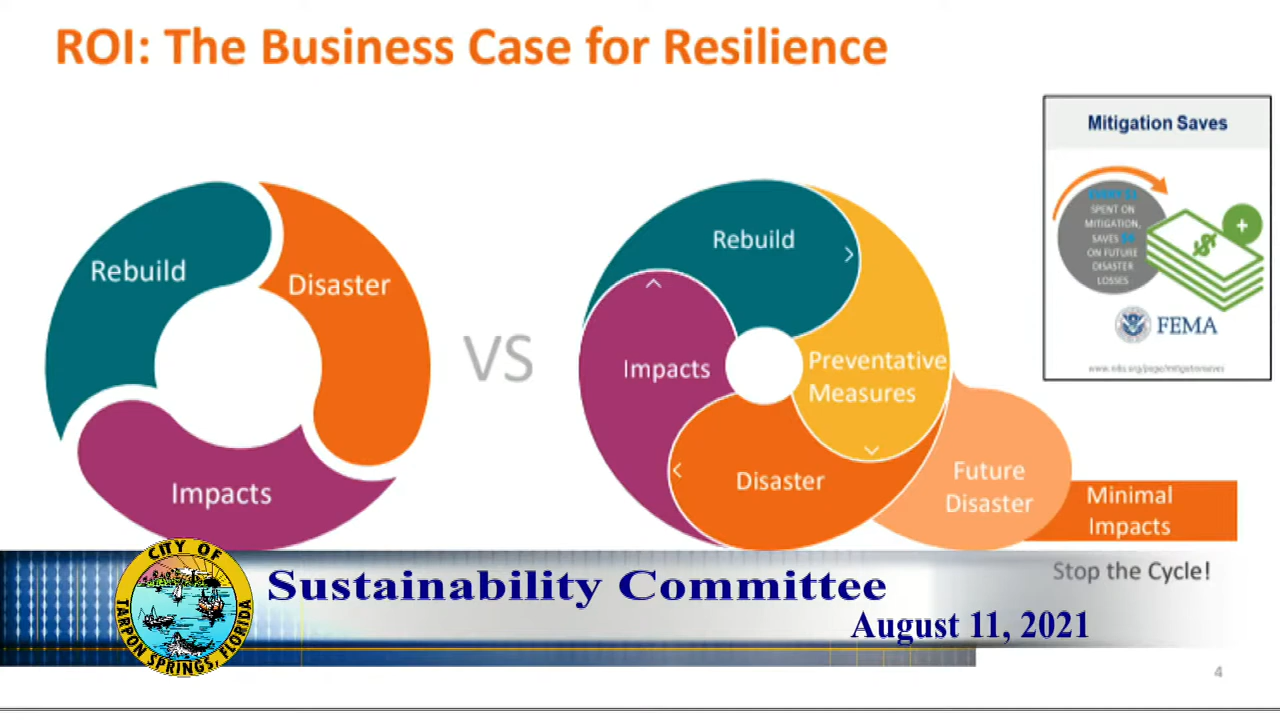 ROI: The Business Case for Resilience
Mitigation Saves
EVERY $1
SPENT ON
MITIGATION,
SAVES
ON FUTURE
DISASTER
LOSSES
FEMA
Rebuild
Disaster
Impacts
VS
Rebuild
Impacts
Preventative
Measures
Disaster
Future
Disaster
Minimal
Impacts
Stop the Cycle!
CITY OF
TARPON SPRINGS, FLORIDA
Sustainability Committee
August 11, 2021
4